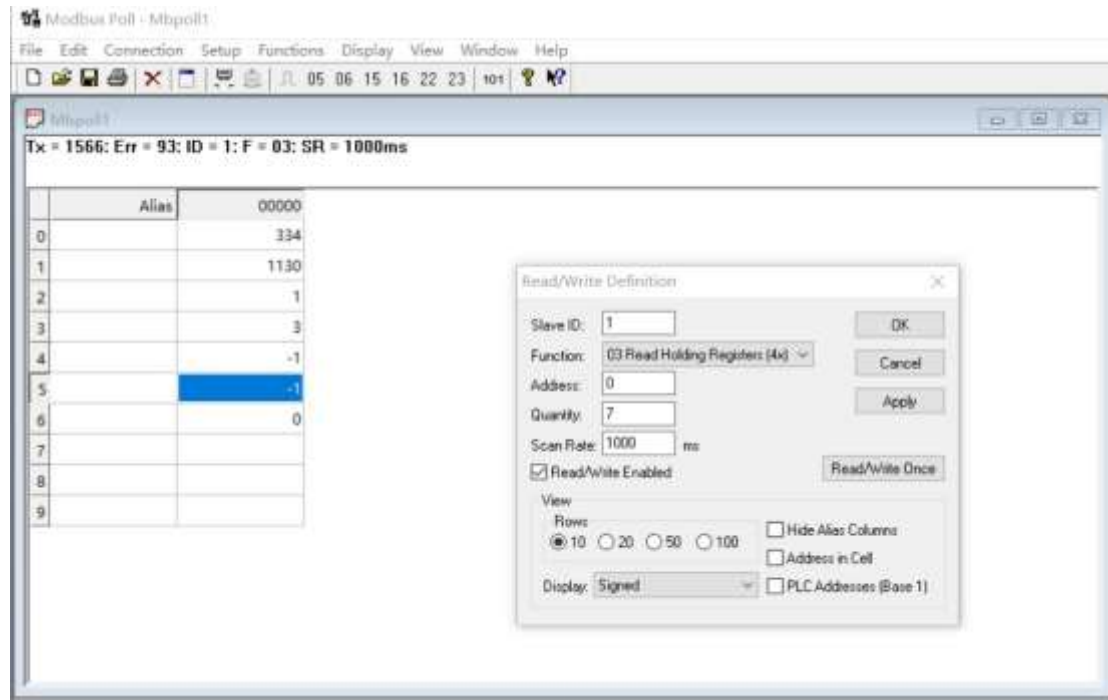 Modbus Poll - Mbpoll1
File Edit Connection Setup Functions Display View Window Help
05 06 15 16 22 23 101
Mbpoll1
Tx = 1566: Err = 93: ID = 1: F = 03: SR = 1000ms
Alias 00000
0 334
1 1130
2 1
3 3
4 -1
5 -1
6 0
7
8
9
Read/Write Definition
Slave ID: 1 OK
Function: 03 Read Holding Registers (4x) Cancel
Address: 0
Quantity: 7 Apply
Scan Rate: 1000 ms
Read/Write Enabled Read/Write Once
View
Rows
10 20 50 100 Hide Alias Columns
Address in Cell
Display: Signed PLC Addresses (Base 1)